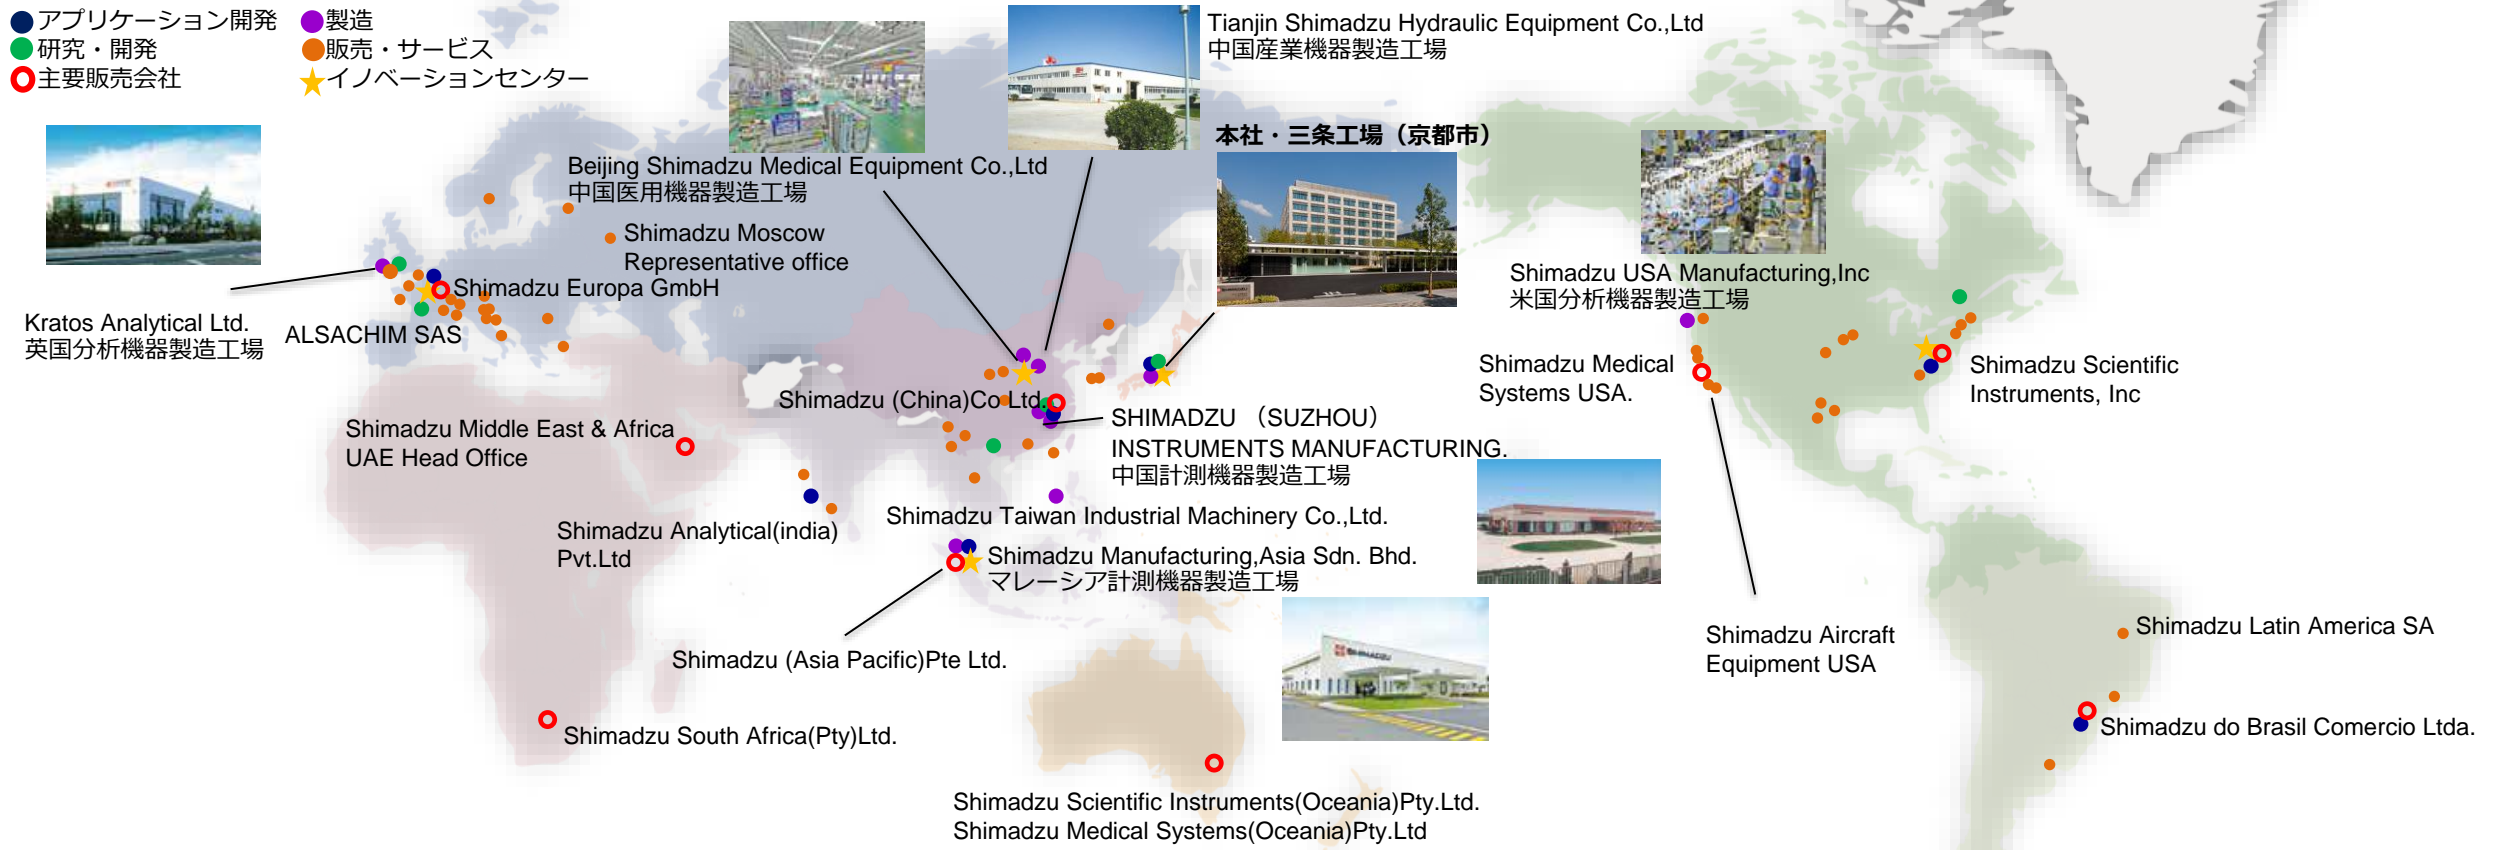 アプリケーション開発
製造
研究・開発
販売・サービス
主要販売会社
イノベーションセンター
Tianjin Shimadzu Hydraulic Equipment Co.,Ltd
中国産業機器製造工場
本社・三条工場（京都市）
Beijing Shimadzu Medical Equipment Co.,Ltd
中国医用機器製造工場
Shimadzu Moscow
Representative office
Shimadzu Europa GmbH
Kratos Analytical Ltd.
英国分析機器製造工場
ALSACHIM SAS
Shimadzu USA Manufacturing,Inc
米国分析機器製造工場
Shimadzu Medical
Systems USA.
Shimadzu Scientific
Instruments, Inc
Shimadzu (China)Co Ltd.
SHIMADZU （SUZHOU）
INSTRUMENTS MANUFACTURING.
中国計測機器製造工場
Shimadzu Middle East & Africa
UAE Head Office
Shimadzu Analytical(india)
Pvt.Ltd
Shimadzu Taiwan Industrial Machinery Co.,Ltd.
Shimadzu Manufacturing,Asia Sdn. Bhd.
マレーシア計測機器製造工場
Shimadzu (Asia Pacific)Pte Ltd.
SHIMADZU
Shimadzu Aircraft
Equipment USA
Shimadzu Latin America SA
Shimadzu do Brasil Comercio Ltda.
Shimadzu South Africa(Pty)Ltd.
Shimadzu Scientific Instruments(Oceania)Pty.Ltd.
Shimadzu Medical Systems(Oceania)Pty.Ltd